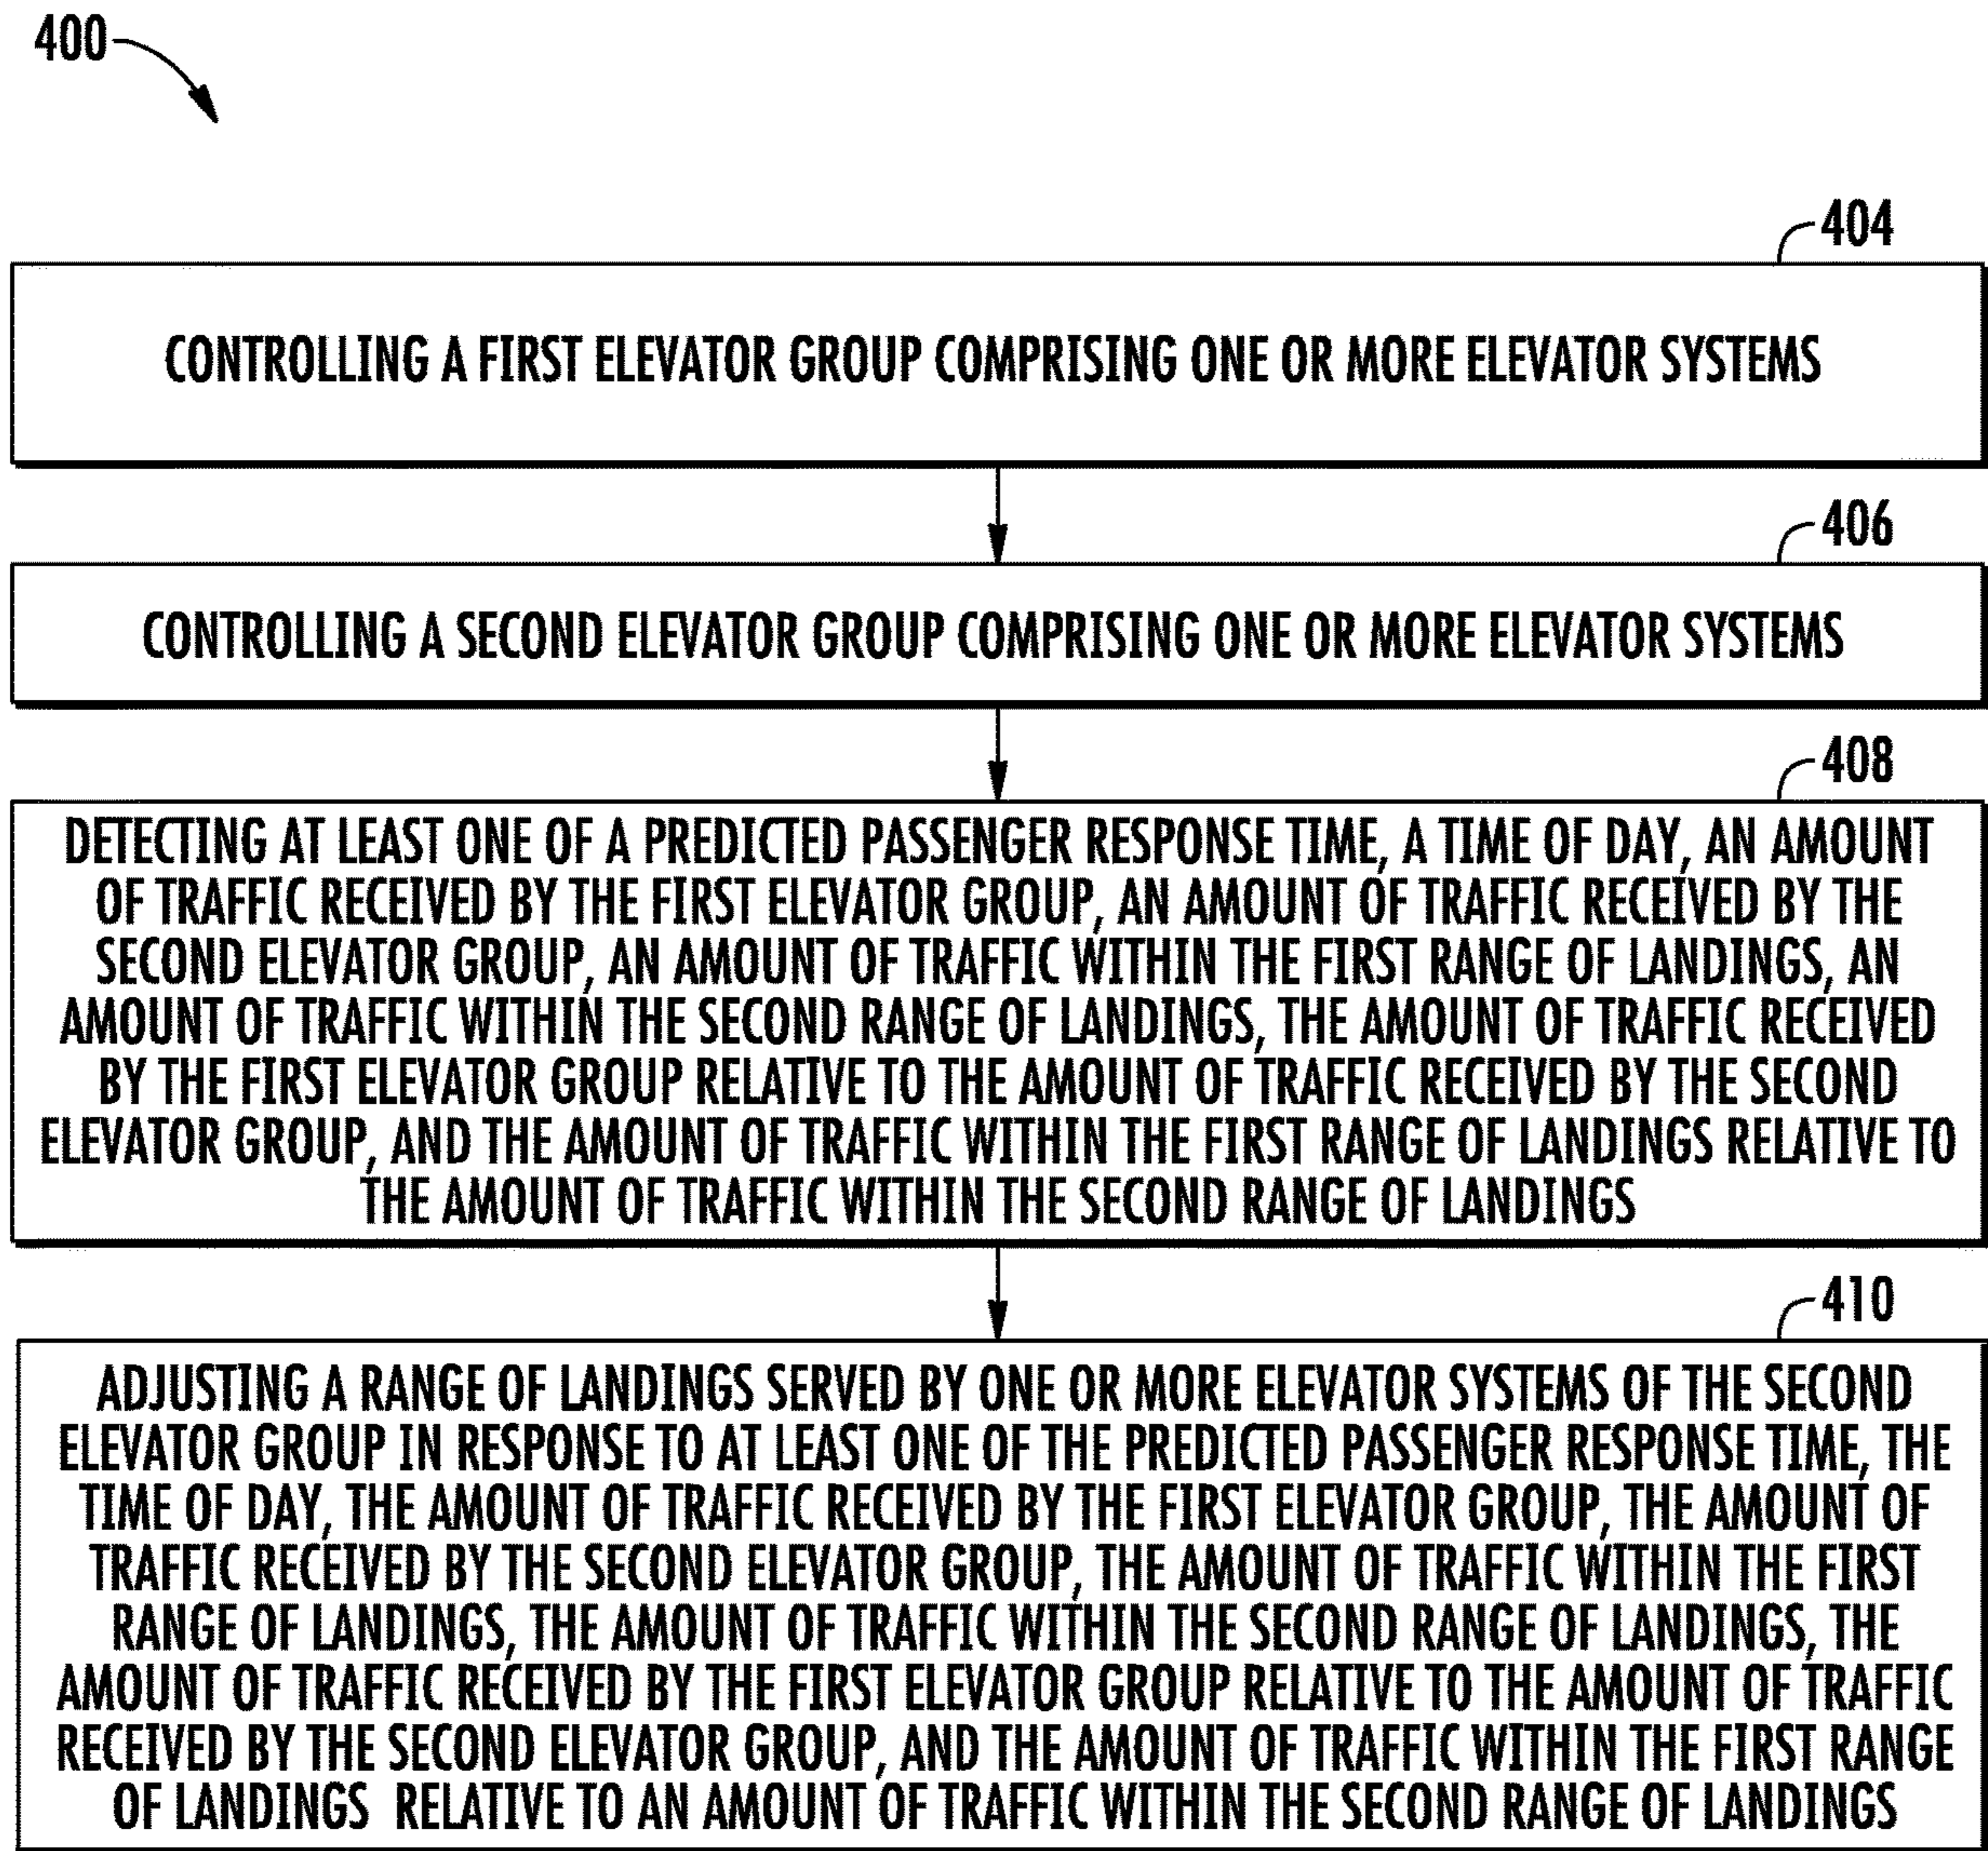 400
404
CONTROLLING A FIRST ELEVATOR GROUP COMPRISING ONE OR MORE ELEVATOR SYSTEMS
406
CONTROLLING A SECOND ELEVATOR GROUP COMPRISING ONE OR MORE ELEVATOR SYSTEMS
408
DETECTING AT LEAST ONE OF A PREDICTED PASSENGER RESPONSE TIME, A TIME OF DAY, AN AMOUNT
OF TRAFFIC RECEIVED BY THE FIRST ELEVATOR GROUP, AN AMOUNT OF TRAFFIC RECEIVED BY THE
SECOND ELEVATOR GROUP, AN AMOUNT OF TRAFFIC WITHIN THE FIRST RANGE OF LANDINGS, AN
AMOUNT OF TRAFFIC WITHIN THE SECOND RANGE OF LANDINGS, THE AMOUNT OF TRAFFIC RECEIVED
BY THE FIRST ELEVATOR GROUP RELATIVE TO THE AMOUNT OF TRAFFIC RECEIVED BY THE SECOND
ELEVATOR GROUP, AND THE AMOUNT OF TRAFFIC WITHIN THE FIRST RANGE OF LANDINGS RELATIVE TO
THE AMOUNT OF TRAFFIC WITHIN THE SECOND RANGE OF LANDINGS
410
ADJUSTING A RANGE OF LANDINGS SERVED BY ONE OR MORE ELEVATOR SYSTEMS OF THE SECOND
ELEVATOR GROUP IN RESPONSE TO AT LEAST ONE OF THE PREDICTED PASSENGER RESPONSE TIME, THE
TIME OF DAY, THE AMOUNT OF TRAFFIC RECEIVED BY THE FIRST ELEVATOR GROUP, THE AMOUNT OF
TRAFFIC RECEIVED BY THE SECOND ELEVATOR GROUP, THE AMOUNT OF TRAFFIC WITHIN THE FIRST
RANGE OF LANDINGS, THE AMOUNT OF TRAFFIC WITHIN THE SECOND RANGE OF LANDINGS, THE
AMOUNT OF TRAFFIC RECEIVED BY THE FIRST ELEVATOR GROUP RELATIVE TO THE AMOUNT OF TRAFFIC
RECEIVED BY THE SECOND ELEVATOR GROUP, AND THE AMOUNT OF TRAFFIC WITHIN THE FIRST RANGE
OF LANDINGS RELATIVE TO AN AMOUNT OF TRAFFIC WITHIN THE SECOND RANGE OF LANDINGS